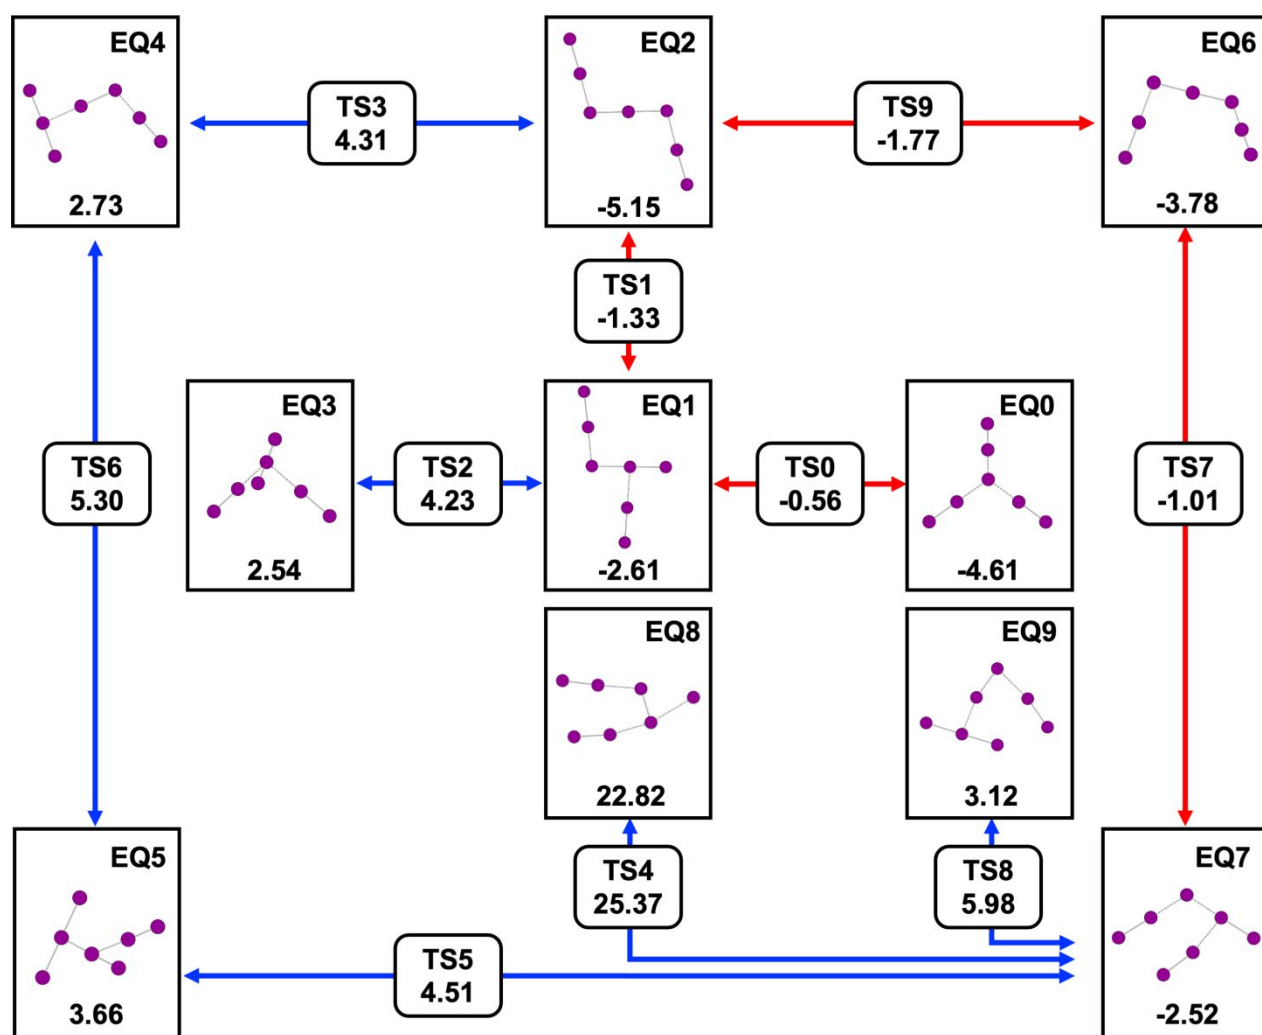 EQ4
2.73
TS3
4.31
EQ2
-5.15
TS9
-1.77
EQ6
-3.78
TS1
-1.33
TS6
5.30
EQ3
2.54
TS2
4.23
EQ1
-2.61
TS0
-0.56
EQ0
-4.61
TS7
-1.01
EQ8
22.82
EQ9
3.12
TS4
25.37
TS8
5.98
EQ5
3.66
TS5
4.51
EQ7
-2.52